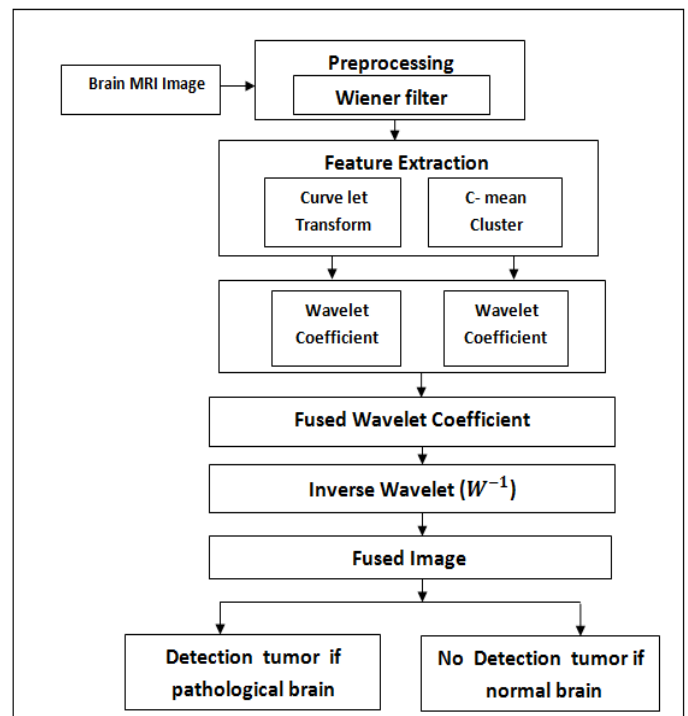 Preprocessing
Brain MRI Image
Wiener filter
Feature Extraction
Curve let
Transform
C- mean
Cluster
Wavelet
Coefficient
Wavelet
Coefficient
Fused Wavelet Coefficient
Inverse Wavelet (W⁻¹)
Fused Image
Detection tumor if
pathological brain
No Detection tumor if
normal brain